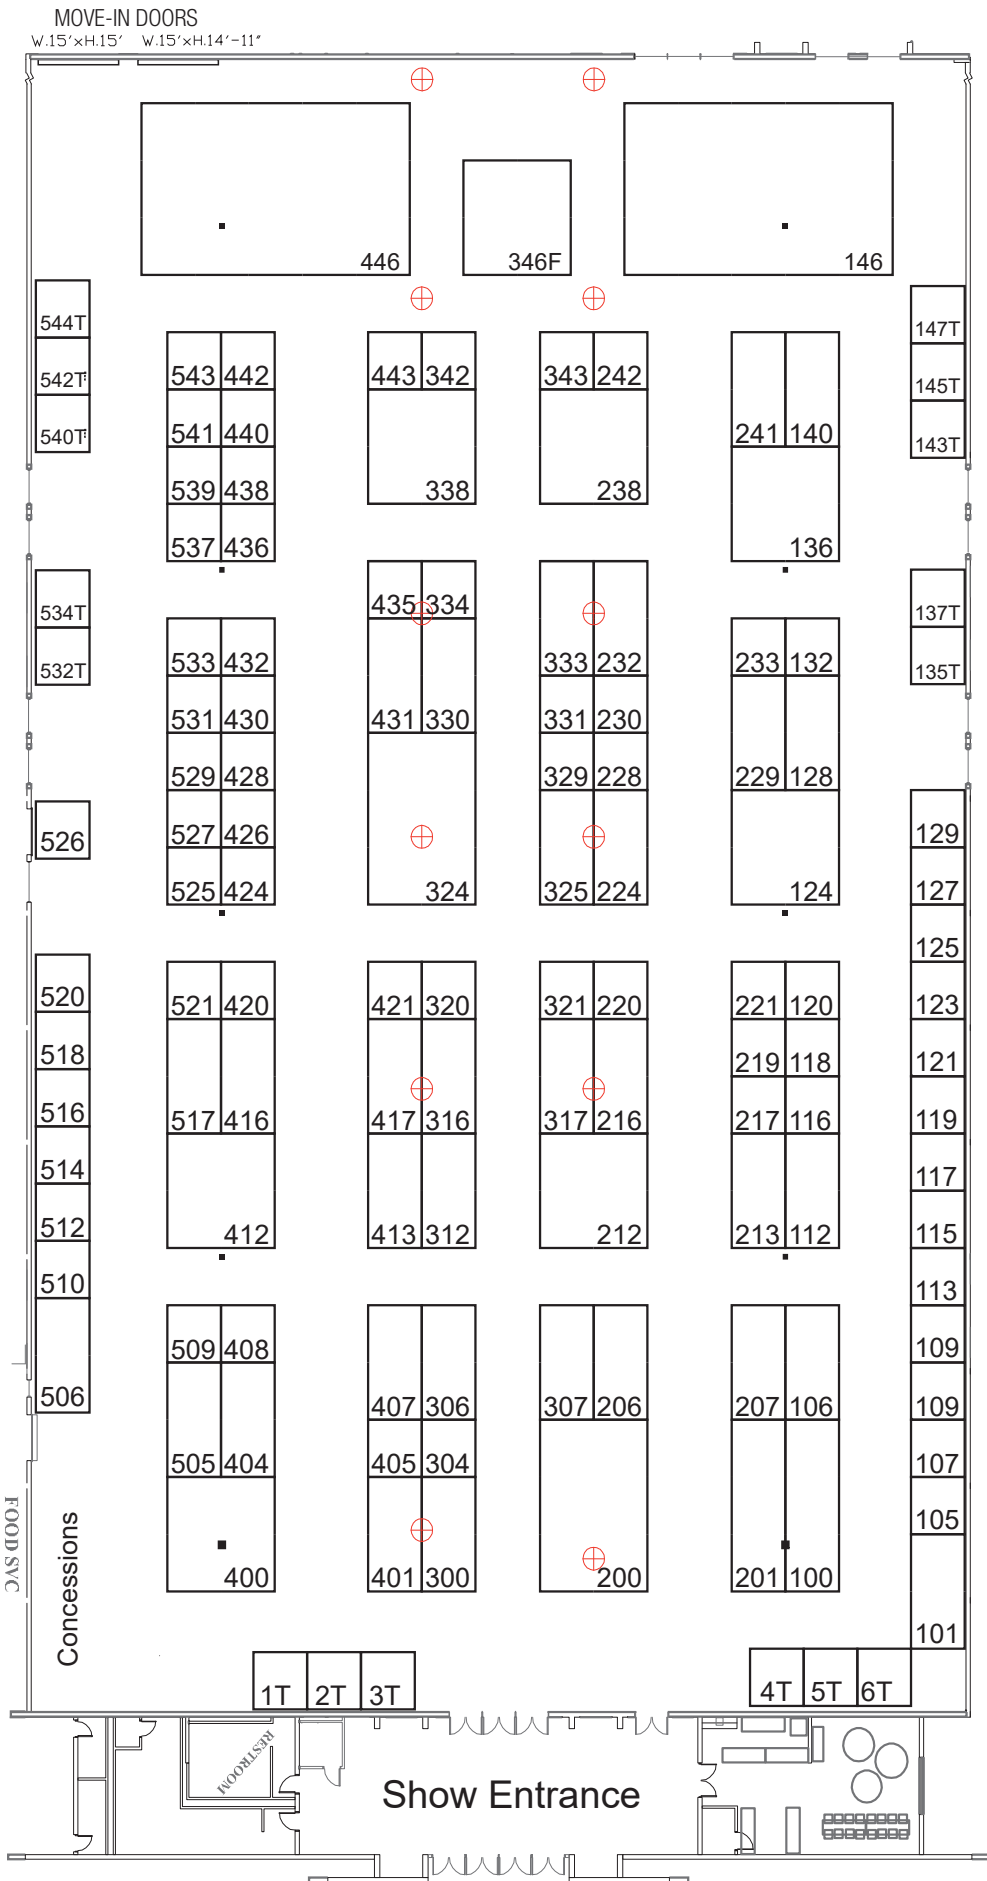 MOVE-IN DOORS
W.15'×H.15' W.15'×H.14'-11"
446 346F 146
544T 147T
543 442 443 342 343 242
542T 145T
541 440 241 140
540T 143T
539 438 338 238
537 436 136
435 334
534T 137T
533 432 333 232 233 132
532T 135T
531 430 431 330 331 230
529 428 329 228 229 128
527 426
526 129
525 424 324 325 224 124
127
125
520 521 420 421 320 321 220 221 120 123
518 219 118 121
516 517 416 417 316 317 216 217 116 119
514 117
512 412 413 312 212 213 112 115
510 113
509 408 109
506 407 306 307 206 207 106 109
505 404 405 304 107
105
400 401 300 200 201 100
FOOD SVC
Concessions
101
1T 2T 3T 4T 5T 6T
RESTROOM
Show Entrance